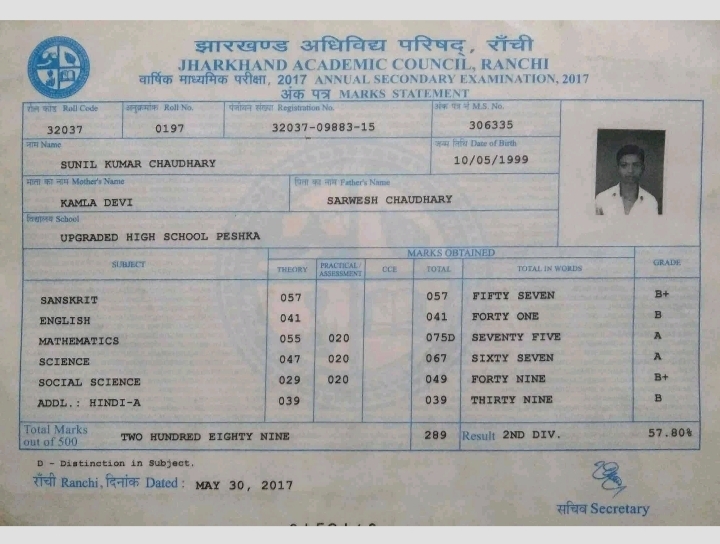 झारखण्ड अधिविद्य परिषद्, राँची
JHARKHAND ACADEMIC COUNCIL, RANCHI
वार्षिक माध्यमिक परीक्षा, 2017 ANNUAL SECONDARY EXAMINATION, 2017
अंक पत्र MARKS STATEMENT
रोल कोड Roll Code अनुक्रमांक Roll No. पंजीयन संख्या Registration No. अंक पत्र नं M.S. No.
32037 0197 32037-09883-15 306335
नाम Name जन्म तिथि Date of Birth
SUNIL KUMAR CHAUDHARY 10/05/1999
माता का नाम Mother's Name पिता का नाम Father's Name
KAMLA DEVI SARWESH CHAUDHARY
विद्यालय School
UPGRADED HIGH SCHOOL PESHKA
MARKS OBTAINED
SUBJECT THEORY PRACTICAL/ ASSESSMENT CCE TOTAL TOTAL IN WORDS GRADE
SANSKRIT 057 057 FIFTY SEVEN B+
ENGLISH 041 041 FORTY ONE B
MATHEMATICS 055 020 075D SEVENTY FIVE A
SCIENCE 047 020 067 SIXTY SEVEN A
SOCIAL SCIENCE 029 020 049 FORTY NINE B+
ADDL.: HINDI-A 039 039 THIRTY NINE B
Total Marks out of 500 TWO HUNDRED EIGHTY NINE 289 Result 2ND DIV. 57.80%
D - Distinction in Subject.
राँची Ranchi, दिनांक Dated : MAY 30, 2017
सचिव Secretary